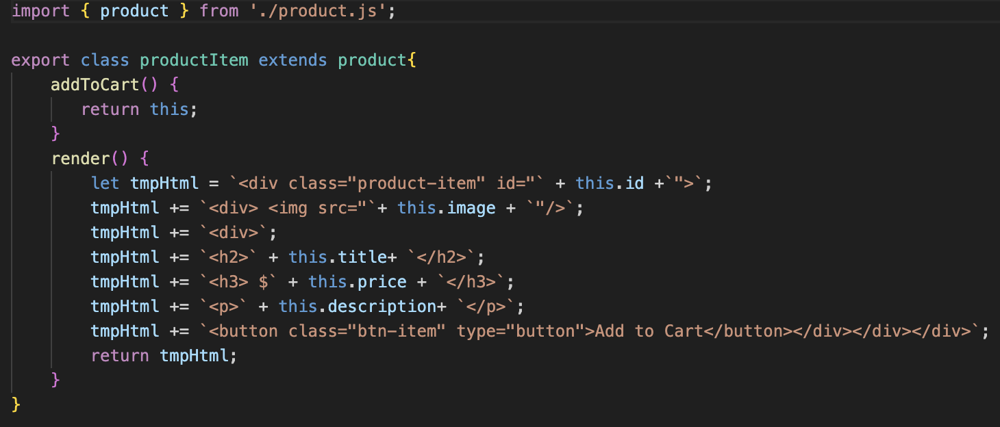 import { product } from './product.js';

export class productItem extends product{
    addToCart() {
       return this;
    }
    render() {
        let tmpHtml = `<div class="product-item" id="` + this.id +`">`;
        tmpHtml += `<div> <img src="`+ this.image + `"/>`;
        tmpHtml += `<div>`;
        tmpHtml += `<h2>` + this.title+ `</h2>`;
        tmpHtml += `<h3> $` + this.price + `</h3>`;
        tmpHtml += `<p>` + this.description+ `</p>`;
        tmpHtml += `<button class="btn-item" type="button">Add to Cart</button></div></div></div>`;
        return tmpHtml;
    }
}